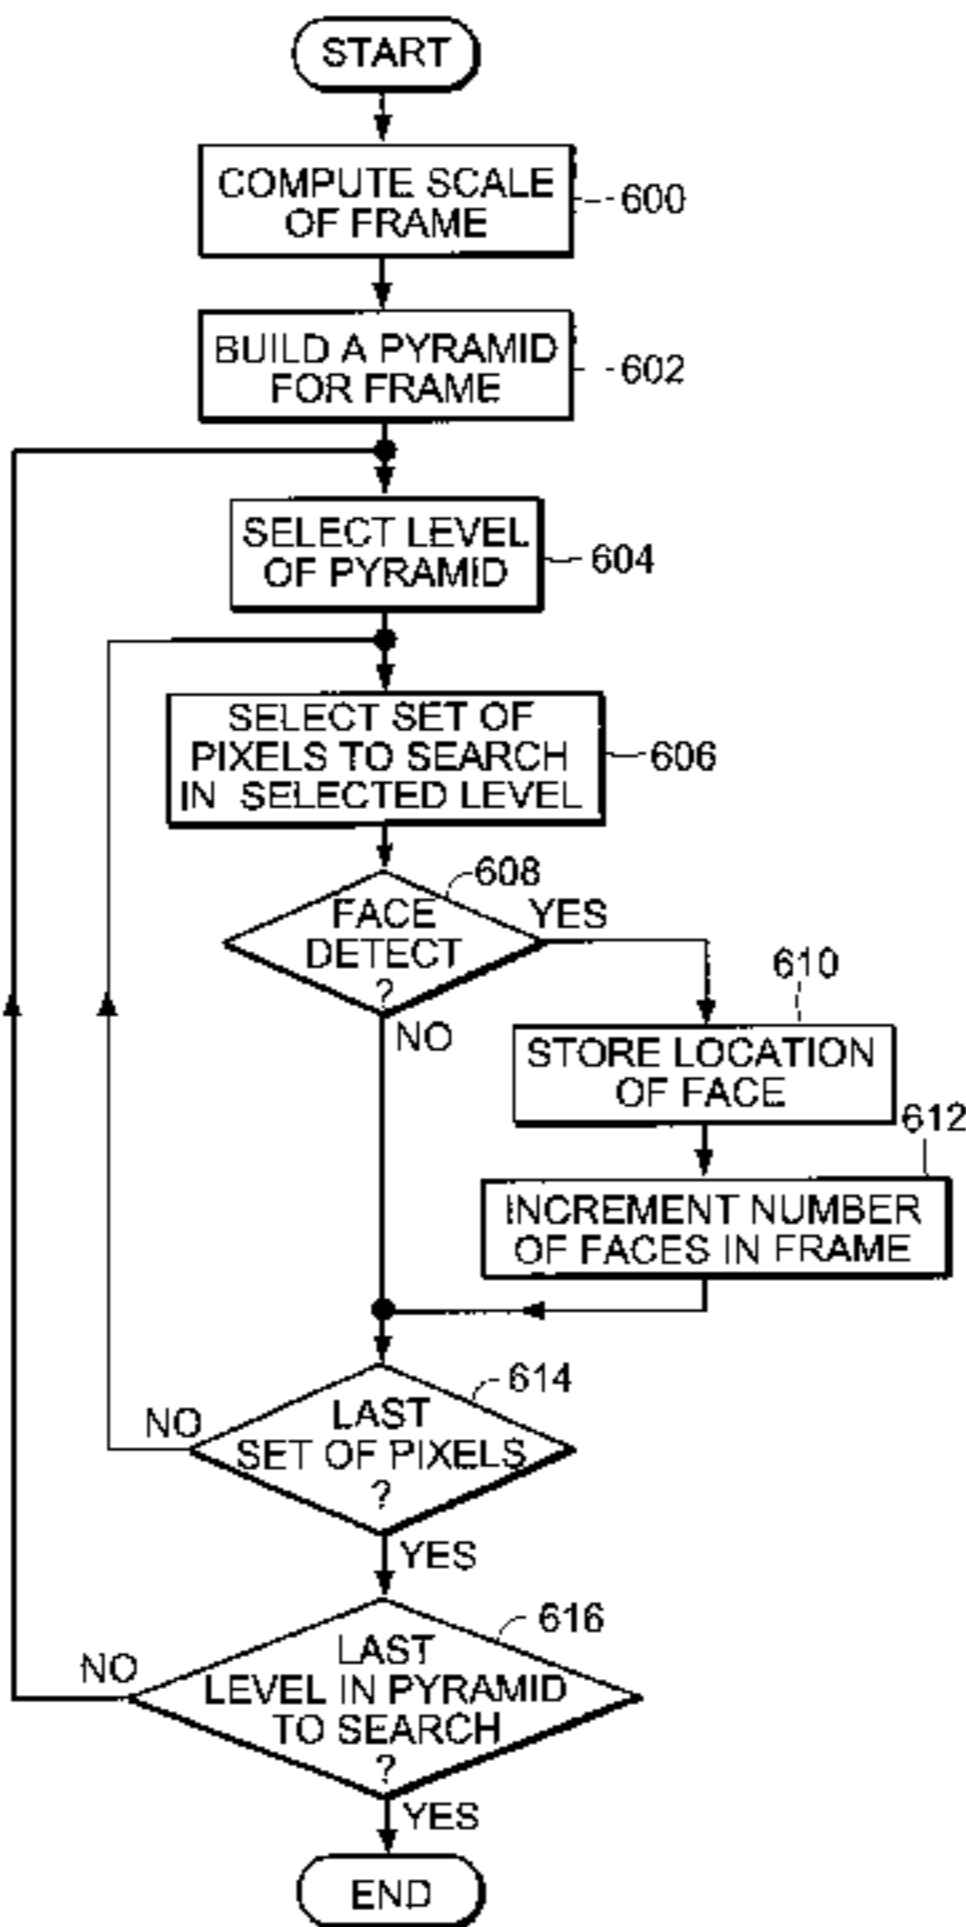 START
COMPUTE SCALE
OF FRAME
600
BUILD A PYRAMID
FOR FRAME
602
SELECT LEVEL
OF PYRAMID
604
SELECT SET OF
PIXELS TO SEARCH
IN SELECTED LEVEL
606
608
FACE
DETECT
?
YES
NO
610
STORE LOCATION
OF FACE
612
INCREMENT NUMBER
OF FACES IN FRAME
614
LAST
SET OF PIXELS
?
NO
YES
616
LAST
LEVEL IN PYRAMID
TO SEARCH
?
NO
YES
END